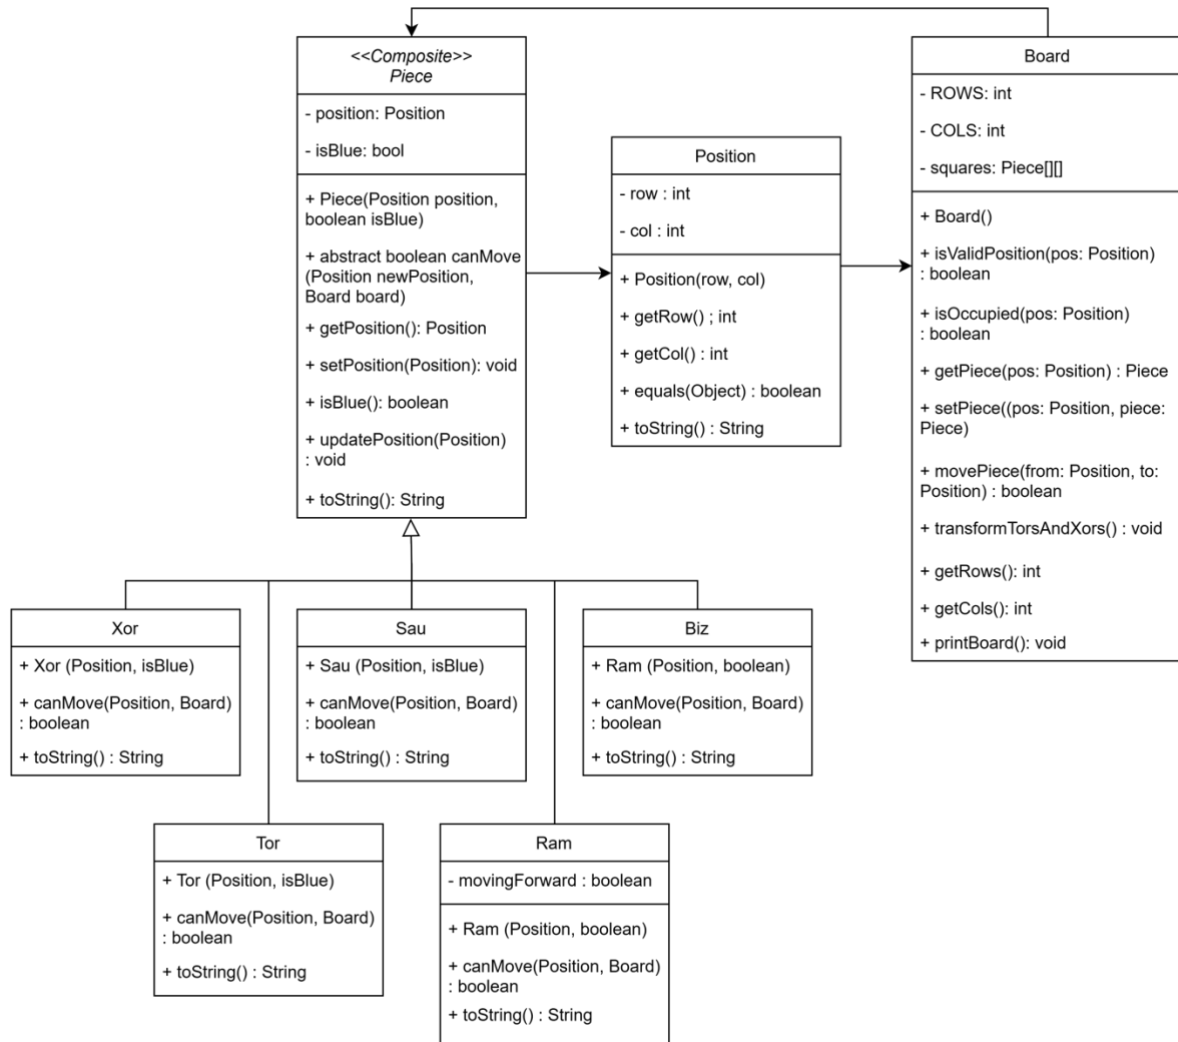 <<Composite>>
Piece
- position: Position
- isBlue: bool
+ Piece(Position position,
boolean isBlue)
+ abstract boolean canMove
(Position newPosition,
Board board)
+ getPosition(): Position
+ setPosition(Position): void
+ isBlue(): boolean
+ updatePosition(Position)
: void
+ toString(): String
Position
- row : int
- col : int
+ Position(row, col)
+ getRow() ; int
+ getCol() : int
+ equals(Object) : boolean
+ toString() : String
Board
- ROWS: int
- COLS: int
- squares: Piece[][]
+ Board()
+ isValidPosition(pos: Position)
: boolean
+ isOccupied(pos: Position)
: boolean
+ getPiece(pos: Position) : Piece
+ setPiece((pos: Position, piece:
Piece)
+ movePiece(from: Position, to:
Position) : boolean
+ transformTorsAndXors() : void
+ getRows(): int
+ getCols(): int
+ printBoard(): void
Xor
+ Xor (Position, isBlue)
+ canMove(Position, Board)
: boolean
+ toString() : String
Sau
+ Sau (Position, isBlue)
+ canMove(Position, Board)
: boolean
+ toString() : String
Biz
+ Ram (Position, boolean)
+ canMove(Position, Board)
: boolean
+ toString() : String
Tor
+ Tor (Position, isBlue)
+ canMove(Position, Board)
: boolean
+ toString() : String
Ram
- movingForward : boolean
+ Ram (Position, boolean)
+ canMove(Position, Board)
: boolean
+ toString() : String